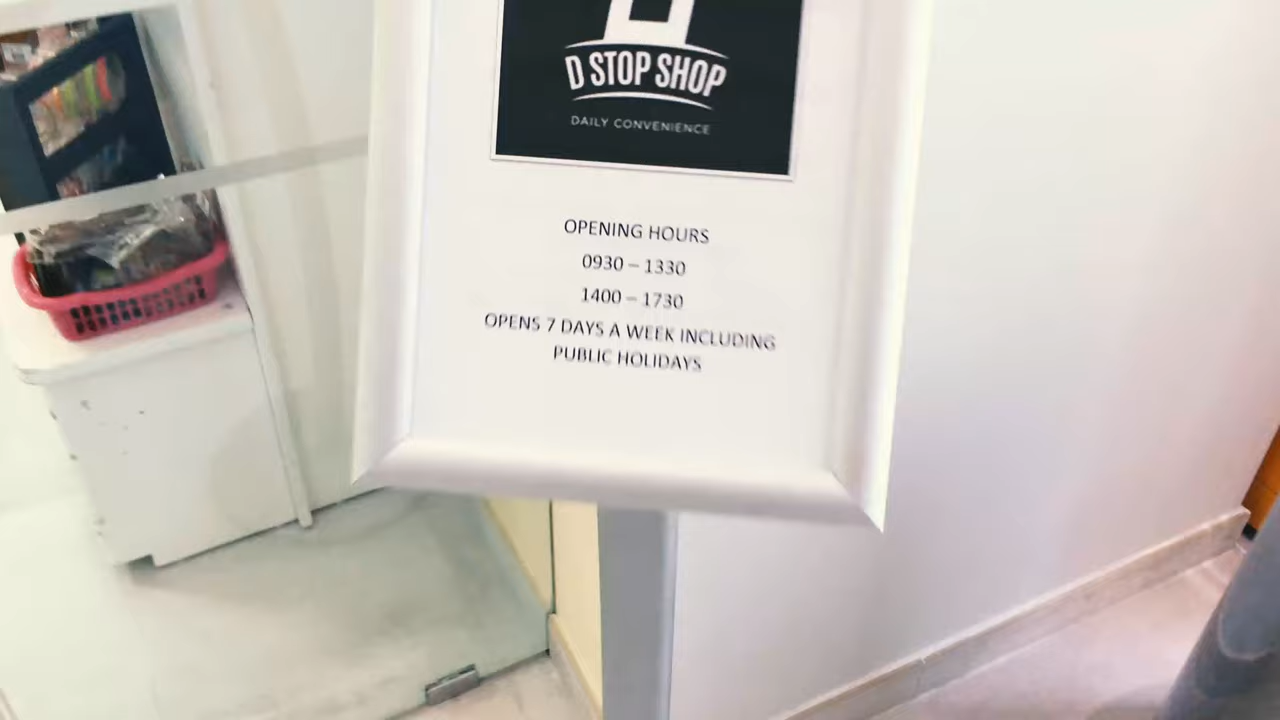 D STOP SHOP
DAILY CONVENIENCE
OPENING HOURS
0930 – 1330
1400 – 1730
OPENS 7 DAYS A WEEK INCLUDING
PUBLIC HOLIDAYS